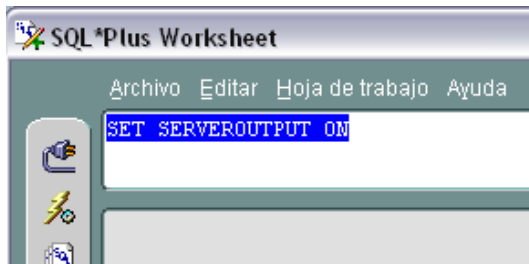 SQL*Plus Worksheet
Archivo Editar Hoja de trabajo Ayuda
SET SERVEROUTPUT ON